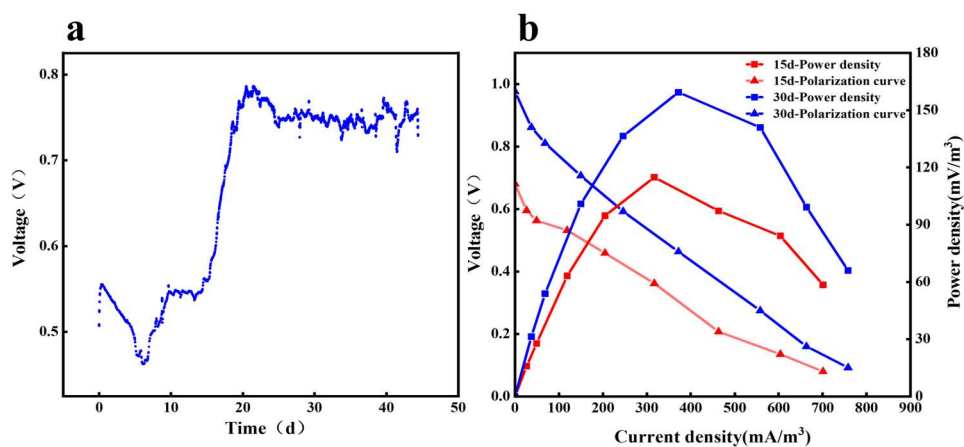 a
0.8
0.7
0.6
0.5
Voltage（V）
0 10 20 30 40 50
Time（d）
b
1.0
0.8
0.6
0.4
0.2
0.0
Voltage（V）
15d-Power density
15d-Polarization curve
30d-Power density
30d-Polarization curve
180
150
120
90
60
30
0
Power density(mV/m³)
0 100 200 300 400 500 600 700 800 900
Current density(mA/m³)